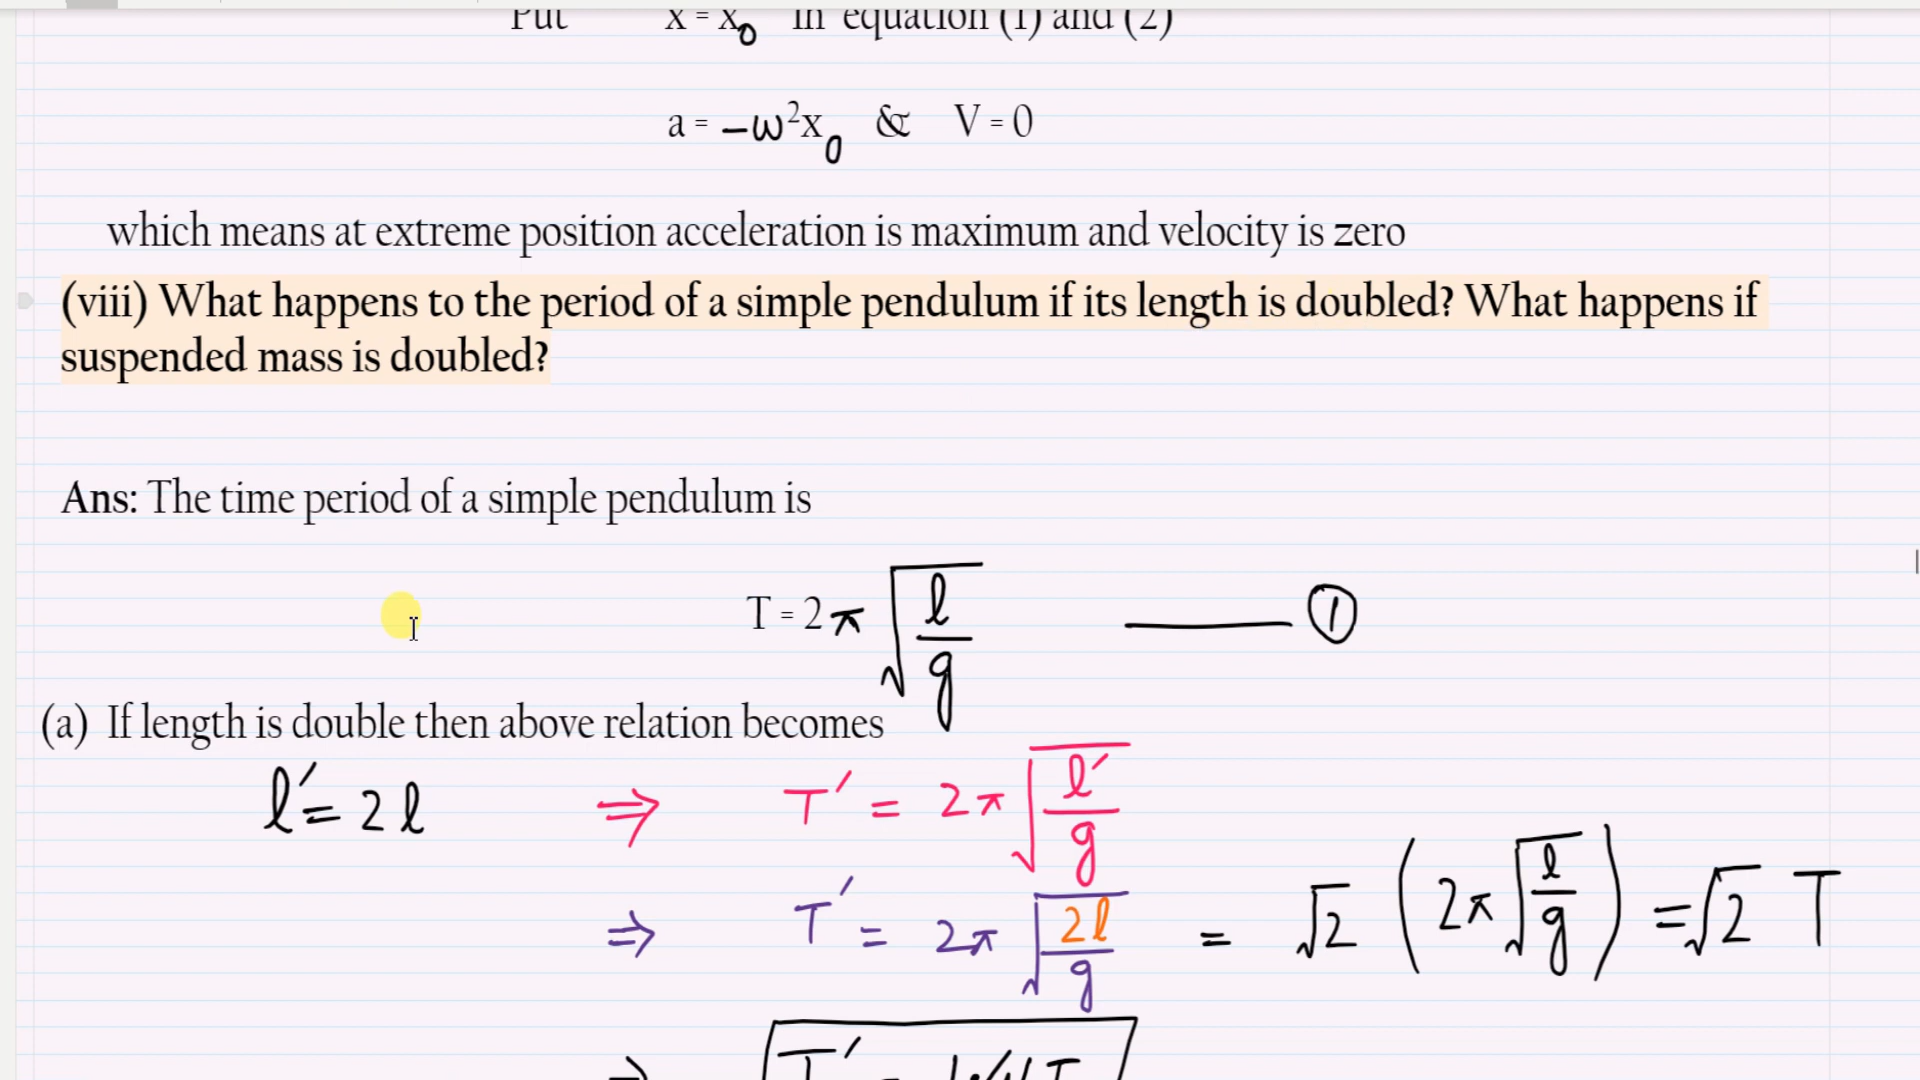 Put x = x₀ in equation (1) and (2)
a = -ω²x₀ & V = 0
which means at extreme position acceleration is maximum and velocity is zero
(viii) What happens to the period of a simple pendulum if its length is doubled? What happens if
suspended mass is doubled?
Ans: The time period of a simple pendulum is
T = 2π √(l/g) ——— ①
(a) If length is double then above relation becomes
l′ = 2l ⇒ T′ = 2π √(l′/g)
⇒ T′ = 2π √(2l/g) = √2 (2π √(l/g)) = √2 T
⇒ T′ =